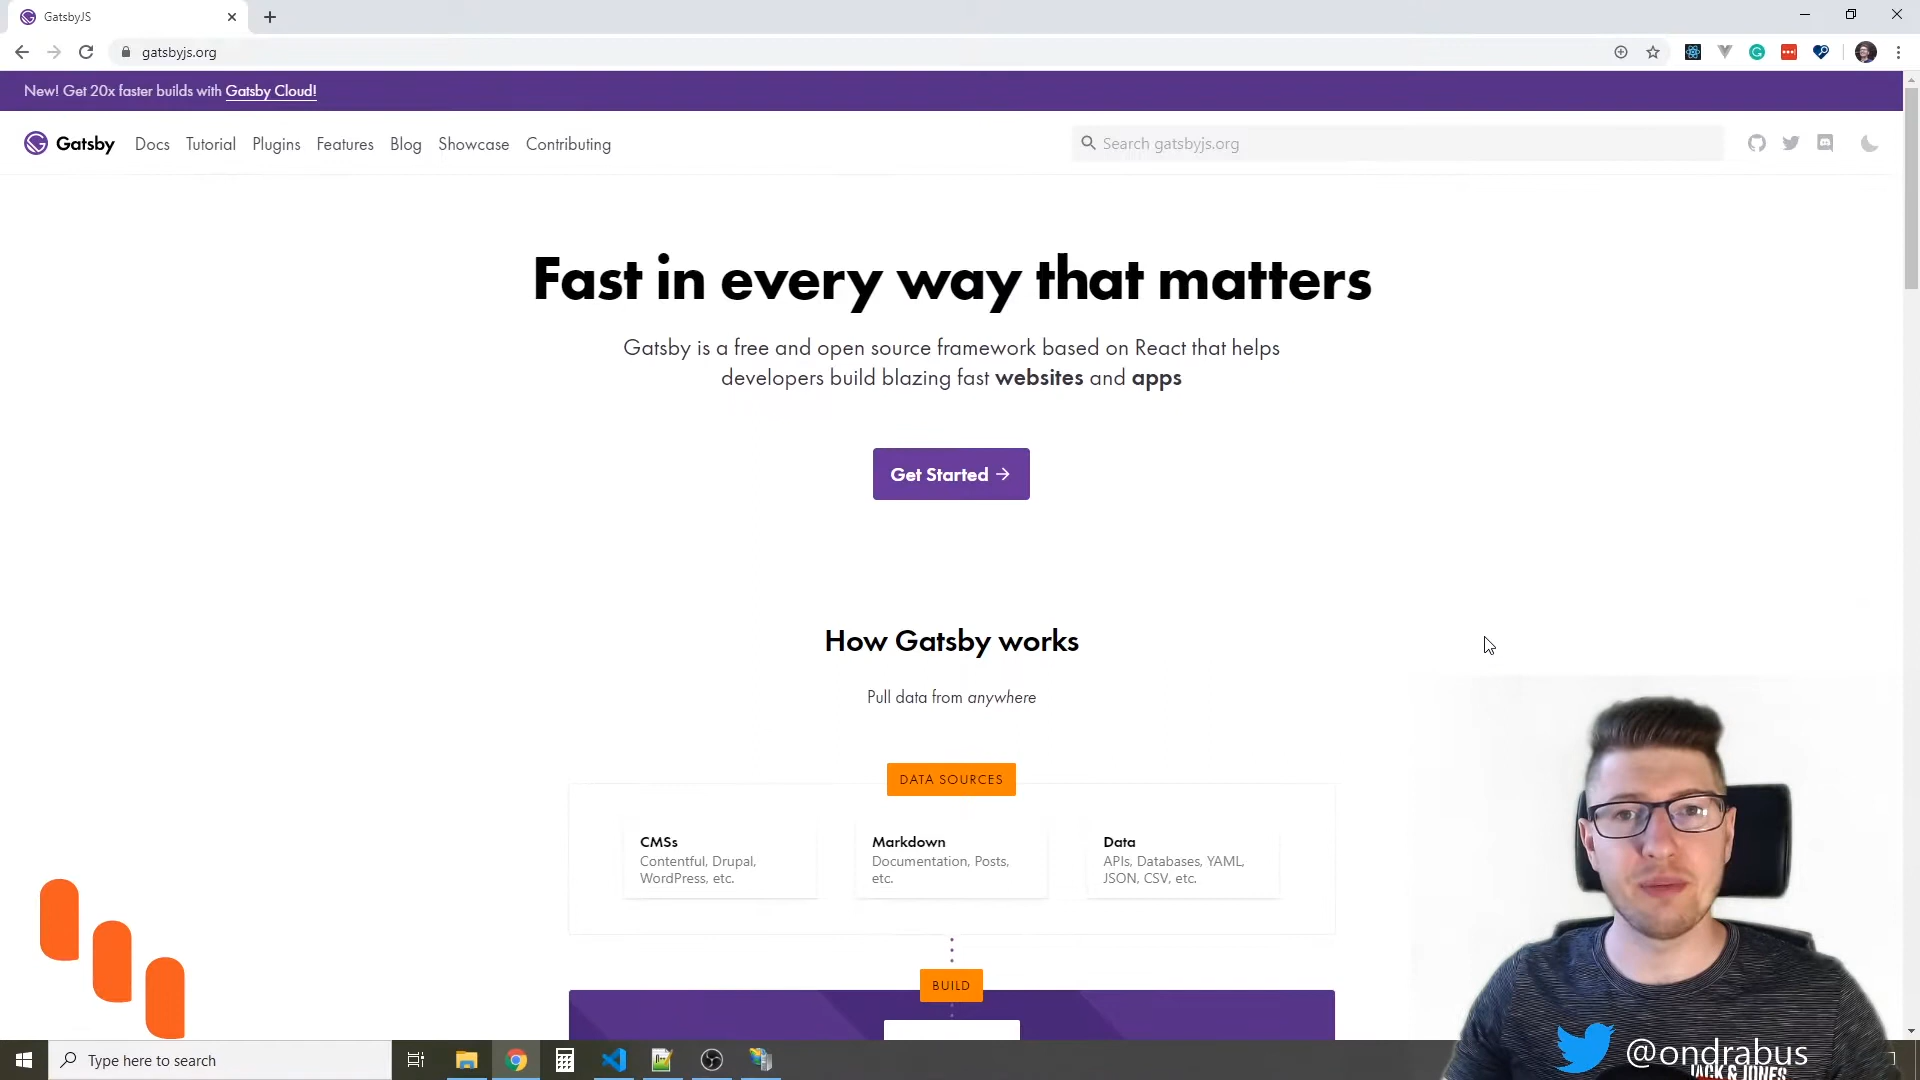 GatsbyJS
gatsbyjs.org
New! Get 20x faster builds with Gatsby Cloud!
Gatsby Docs Tutorial Plugins Features Blog Showcase Contributing
Search gatsbyjs.org
Fast in every way that matters
Gatsby is a free and open source framework based on React that helps
developers build blazing fast websites and apps
Get Started →
How Gatsby works
Pull data from anywhere
DATA SOURCES
CMSs
Contentful, Drupal,
WordPress, etc.
Markdown
Documentation, Posts,
etc.
Data
APIs, Databases, YAML,
JSON, CSV, etc.
BUILD
Type here to search
@ondrabus
JACK & JONES